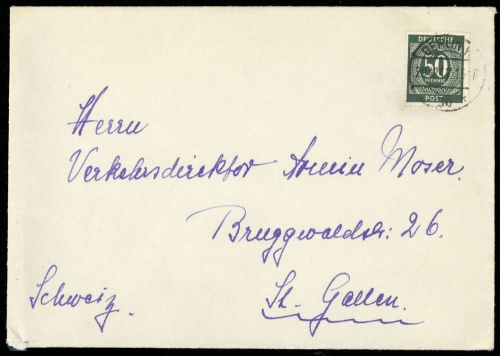 DEUTSCHE
50
PFENNIG
POST
Herrn
Verkehrsdirektor Armin Moser.
Bruggwaldstr: 26.
St. Gallen.
Schweiz.